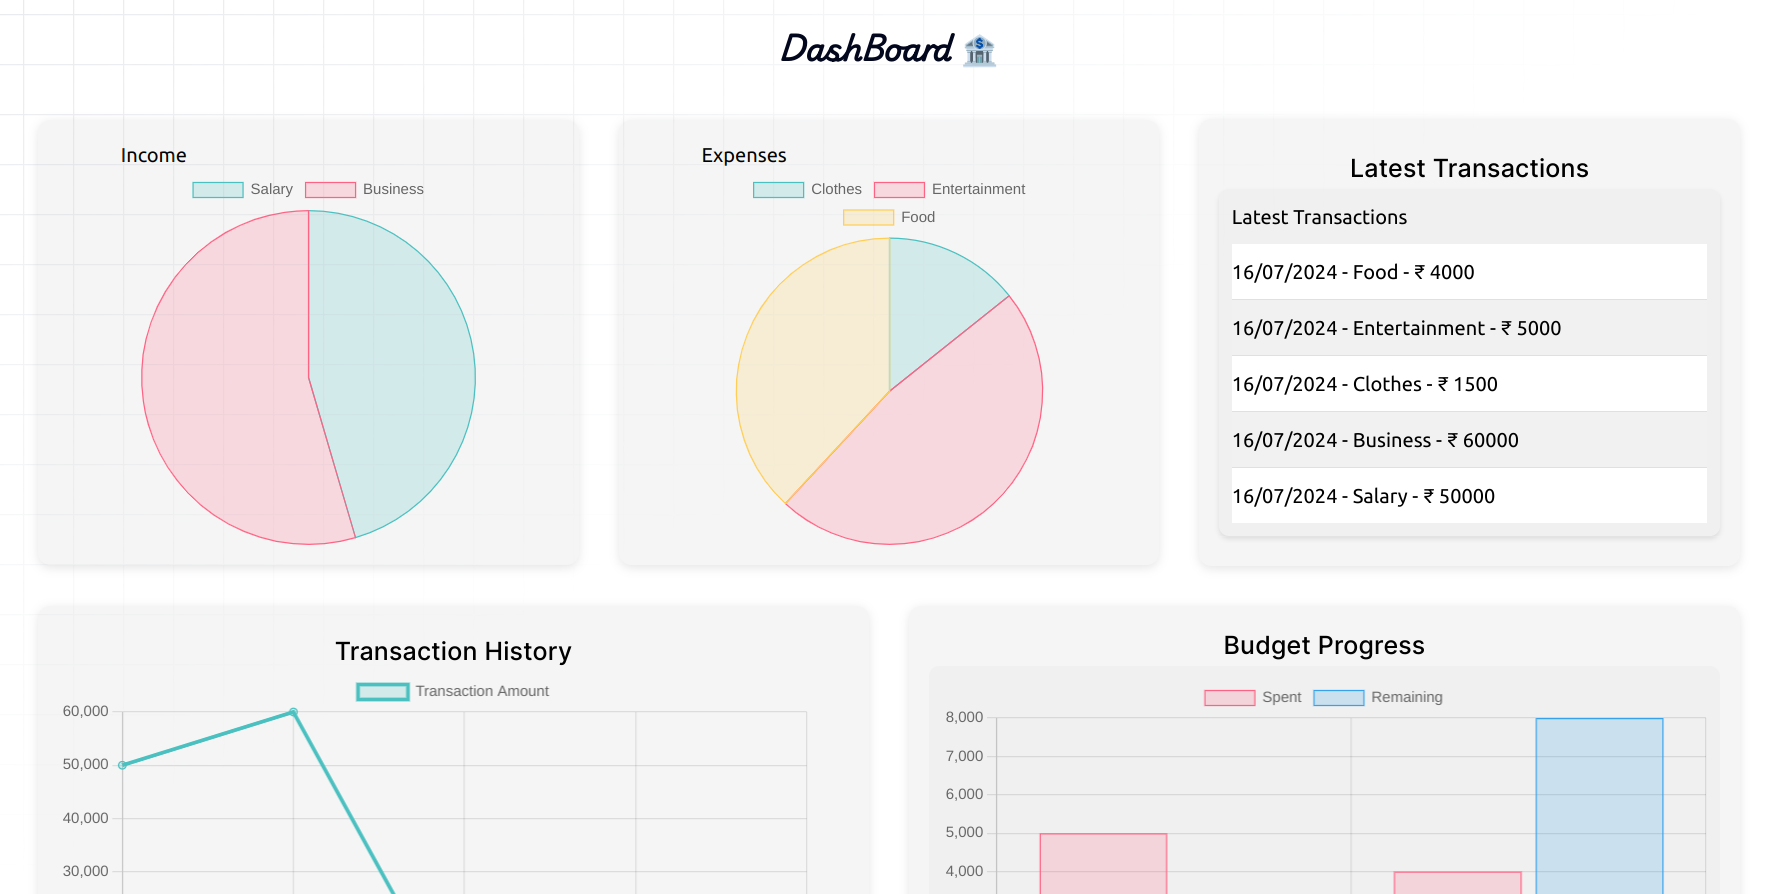 DashBoard 🏦
Income
Salary Business
Expenses
Clothes Entertainment
Food
Latest Transactions
Latest Transactions
16/07/2024 - Food - ₹ 4000
16/07/2024 - Entertainment - ₹ 5000
16/07/2024 - Clothes - ₹ 1500
16/07/2024 - Business - ₹ 60000
16/07/2024 - Salary - ₹ 50000
Transaction History
Transaction Amount
60,000
50,000
40,000
30,000
Budget Progress
Spent Remaining
8,000
7,000
6,000
5,000
4,000